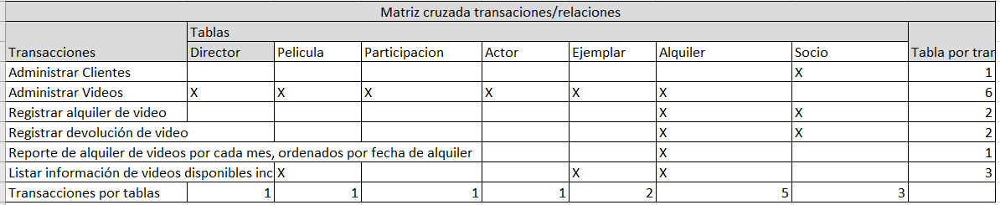 Matriz cruzada transaciones/relaciones
Tablas
Transacciones Director Pelicula Participacion Actor Ejemplar Alquiler Socio Tabla por tran
Administrar Clientes X 1
Administrar Videos X X X X X X 6
Registrar alquiler de video X X 2
Registrar devolución de video X X 2
Reporte de alquiler de videos por cada mes, ordenados por fecha de alquiler X 1
Listar información de videos disponibles inc X X X 3
Transacciones por tablas 1 1 1 1 2 5 3